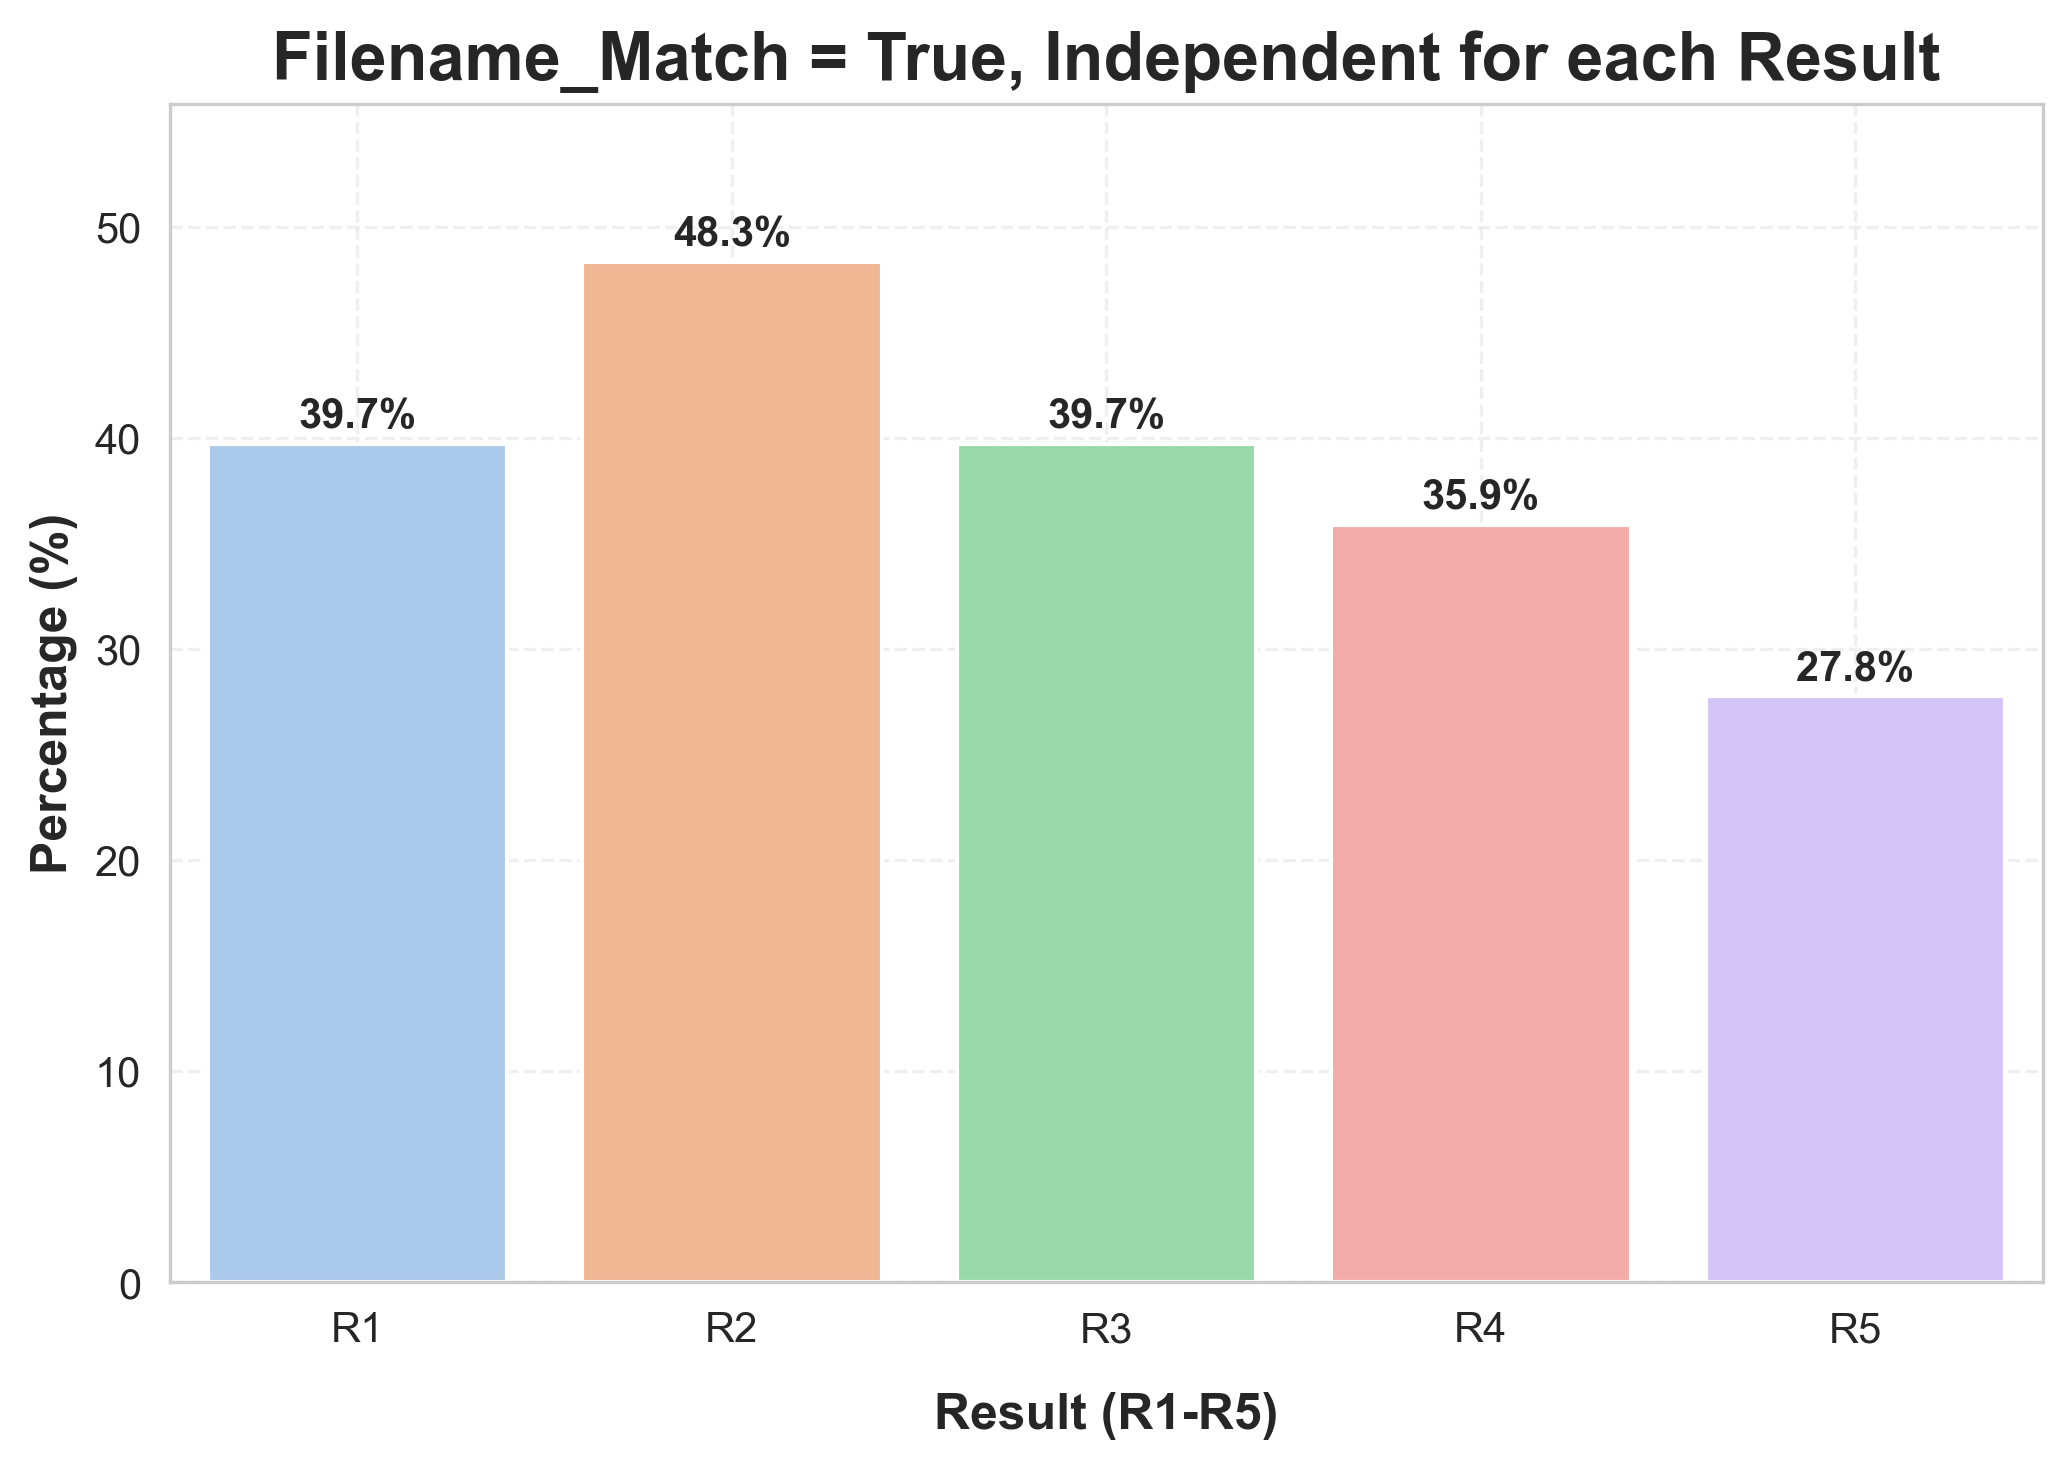 Filename_Match = True, Independent for each Result
Percentage (%)
50
40
30
20
10
0
39.7%
48.3%
39.7%
35.9%
27.8%
R1
R2
R3
R4
R5
Result (R1-R5)